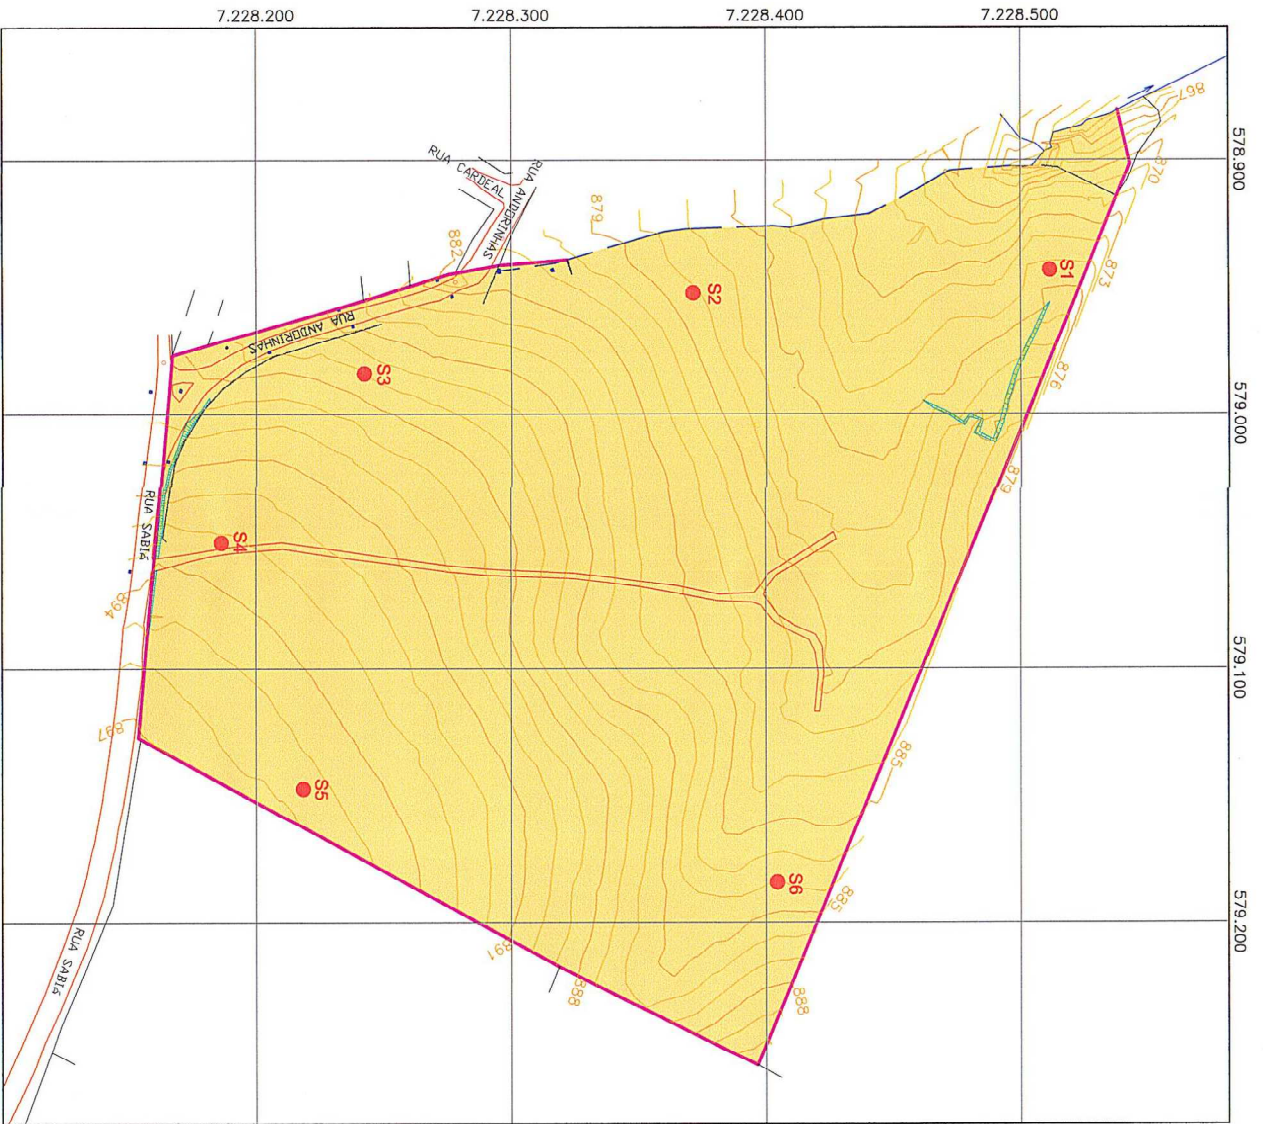 7.228.200
7.228.300
7.228.400
7.228.500
867
578.900
RUA CARDEAL
RUA ANDORINHAS
870
879
882
873
S1
S2
RUA ANDORINHAS
S3
876
579.000
879
RUA SABIÁ
S4
894
579.100
897
885
S5
S6
885
579.200
891
RUA SABIÁ
888
888